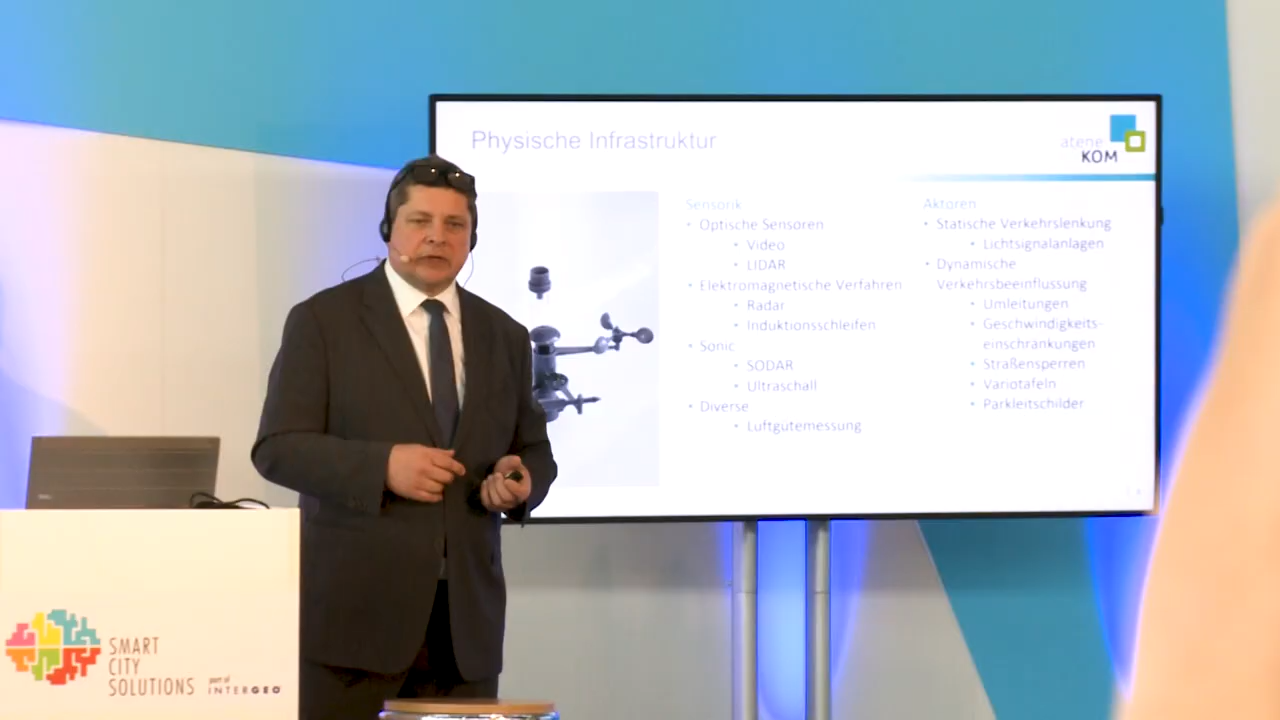 Physische Infrastruktur
atene
KOM
Sensorik
• Optische Sensoren
• Video
• LIDAR
• Elektromagnetische Verfahren
• Radar
• Induktionsschleifen
• Sonic
• SODAR
• Ultraschall
• Diverse
• Luftgütemessung
Aktoren
• Statische Verkehrslenkung
• Lichtsignalanlagen
• Dynamische
Verkehrsbeeinflussung
• Umleitungen
• Geschwindigkeits-
einschränkungen
• Straßensperren
• Variotafeln
• Parkleitschilder
SMART
CITY
SOLUTIONS
part of
INTERGEO